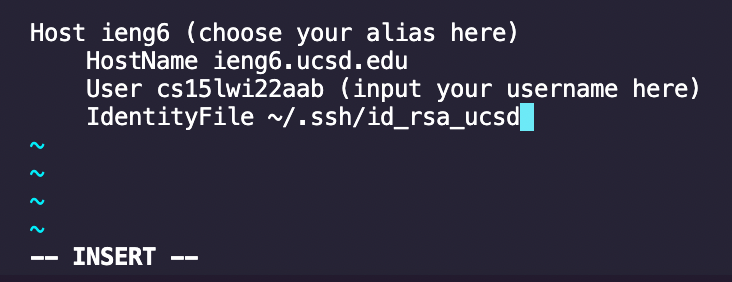 Host ieng6 (choose your alias here)
    HostName ieng6.ucsd.edu
    User cs15lwi22aab (input your username here)
    IdentityFile ~/.ssh/id_rsa_ucsd
~
~
~
~
-- INSERT --